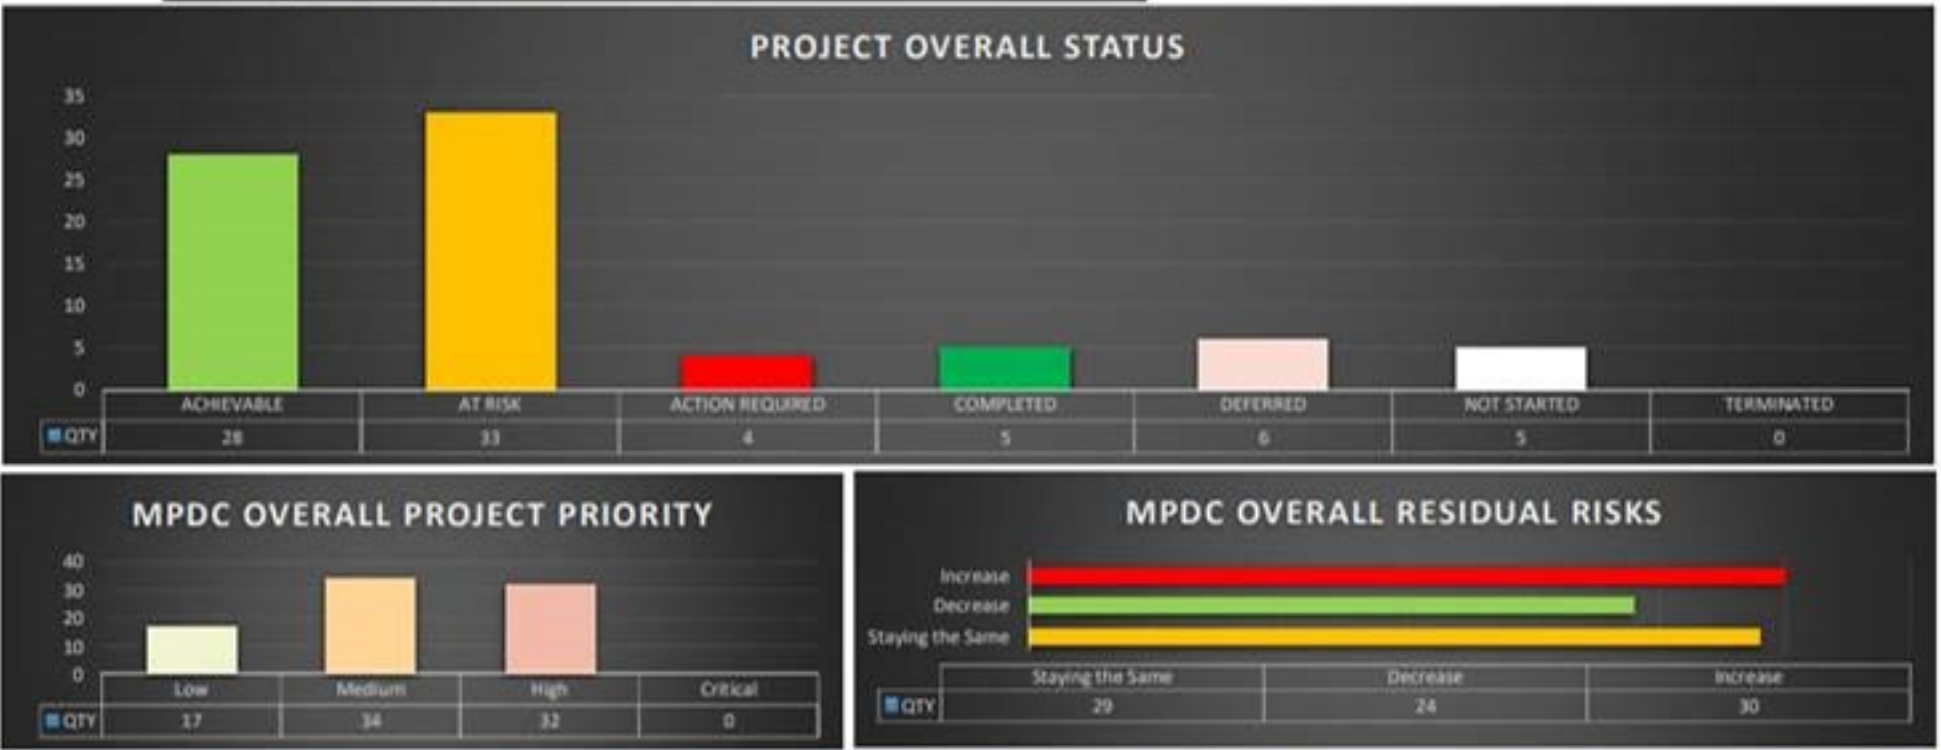 PROJECT OVERALL STATUS
35
30
25
20
15
10
5
0
ACHIEVABLE AT RISK ACTION REQUIRED COMPLETED DEFERRED NOT STARTED TERMINATED
QTY 28 33 4 5 6 5 0
MPDC OVERALL PROJECT PRIORITY
40
30
20
10
0
Low Medium High Critical
QTY 17 34 32 0
MPDC OVERALL RESIDUAL RISKS
Increase
Decrease
Staying the Same
Staying the Same Decrease Increase
QTY 29 24 30